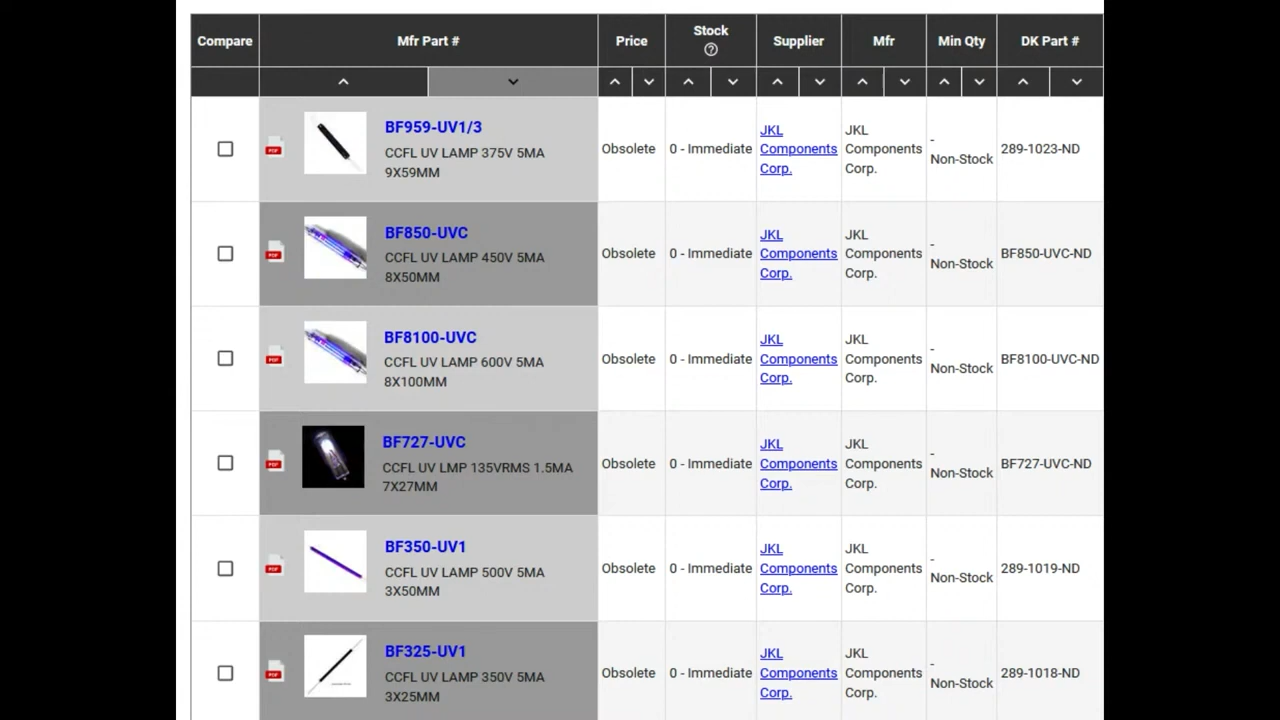 Compare Mfr Part # Price Stock Supplier Mfr Min Qty DK Part #
BF959-UV1/3
CCFL UV LAMP 375V 5MA
9X59MM
Obsolete
0 - Immediate
JKL
Components
Corp.
JKL
Components
Corp.
-
Non-Stock
289-1023-ND
BF850-UVC
CCFL UV LAMP 450V 5MA
8X50MM
Obsolete
0 - Immediate
JKL
Components
Corp.
JKL
Components
Corp.
-
Non-Stock
BF850-UVC-ND
BF8100-UVC
CCFL UV LAMP 600V 5MA
8X100MM
Obsolete
0 - Immediate
JKL
Components
Corp.
JKL
Components
Corp.
-
Non-Stock
BF8100-UVC-ND
BF727-UVC
CCFL UV LMP 135VRMS 1.5MA
7X27MM
Obsolete
0 - Immediate
JKL
Components
Corp.
JKL
Components
Corp.
-
Non-Stock
BF727-UVC-ND
BF350-UV1
CCFL UV LAMP 500V 5MA
3X50MM
Obsolete
0 - Immediate
JKL
Components
Corp.
JKL
Components
Corp.
-
Non-Stock
289-1019-ND
BF325-UV1
CCFL UV LAMP 350V 5MA
3X25MM
Obsolete
0 - Immediate
JKL
Components
Corp.
JKL
Components
Corp.
-
Non-Stock
289-1018-ND